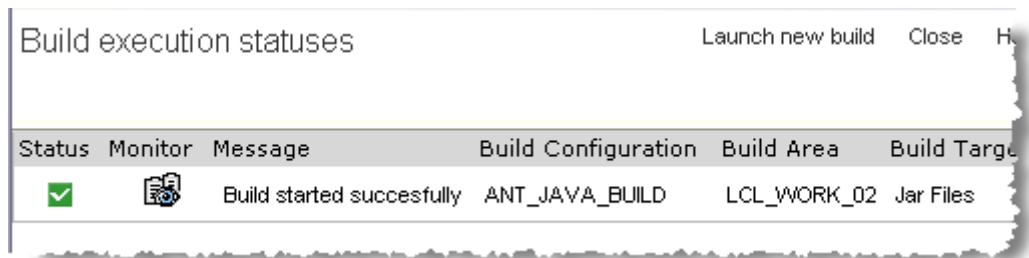 Build execution statuses Launch new build Close
Status Monitor Message Build Configuration Build Area Build
Build started succesfully ANT_JAVA_BUILD LCL_WORK_02 Jar Files